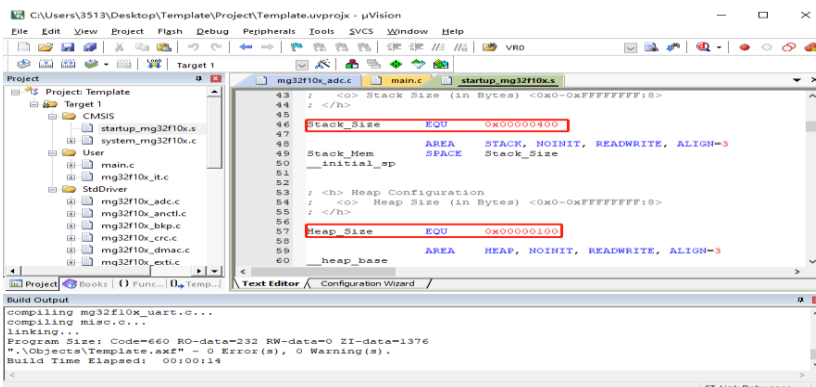 C:\Users\3513\Desktop\Template\Project\Template.uvprojx - µVision
File Edit View Project Flash Debug Peripherals Tools SVCS Window Help
VR0
Target 1
Project
mg32f10x_adc.c main.c startup_mg32f10x.s
Project: Template
Target 1
CMSIS
startup_mg32f10x.s
system_mg32f10x.c
User
main.c
mg32f10x_it.c
StdDriver
mg32f10x_adc.c
mg32f10x_anctl.c
mg32f10x_bkp.c
mg32f10x_crc.c
mg32f10x_dmac.c
mg32f10x_exti.c
43 ; <o> Stack Size (in Bytes) <0x0-0xFFFFFFFF:8>
44 ; </h>
45
46 Stack_Size EQU 0x00000400
47
48 AREA STACK, NOINIT, READWRITE, ALIGN=3
49 Stack_Mem SPACE Stack_Size
50 __initial_sp
51
52
53 ; <h> Heap Configuration
54 ; <o> Heap Size (in Bytes) <0x0-0xFFFFFFFF:8>
55 ; </h>
56
57 Heap_Size EQU 0x00000100
58
59 AREA HEAP, NOINIT, READWRITE, ALIGN=3
60 __heap_base
Project Books {} Func... 0 Temp...
Text Editor Configuration Wizard
Build Output
compiling mg32f10x_uart.c...
compiling misc.c...
linking...
Program Size: Code=660 RO-data=232 RW-data=0 ZI-data=1376
".\Objects\Template.axf" - 0 Error(s), 0 Warning(s).
Build Time Elapsed: 00:00:14